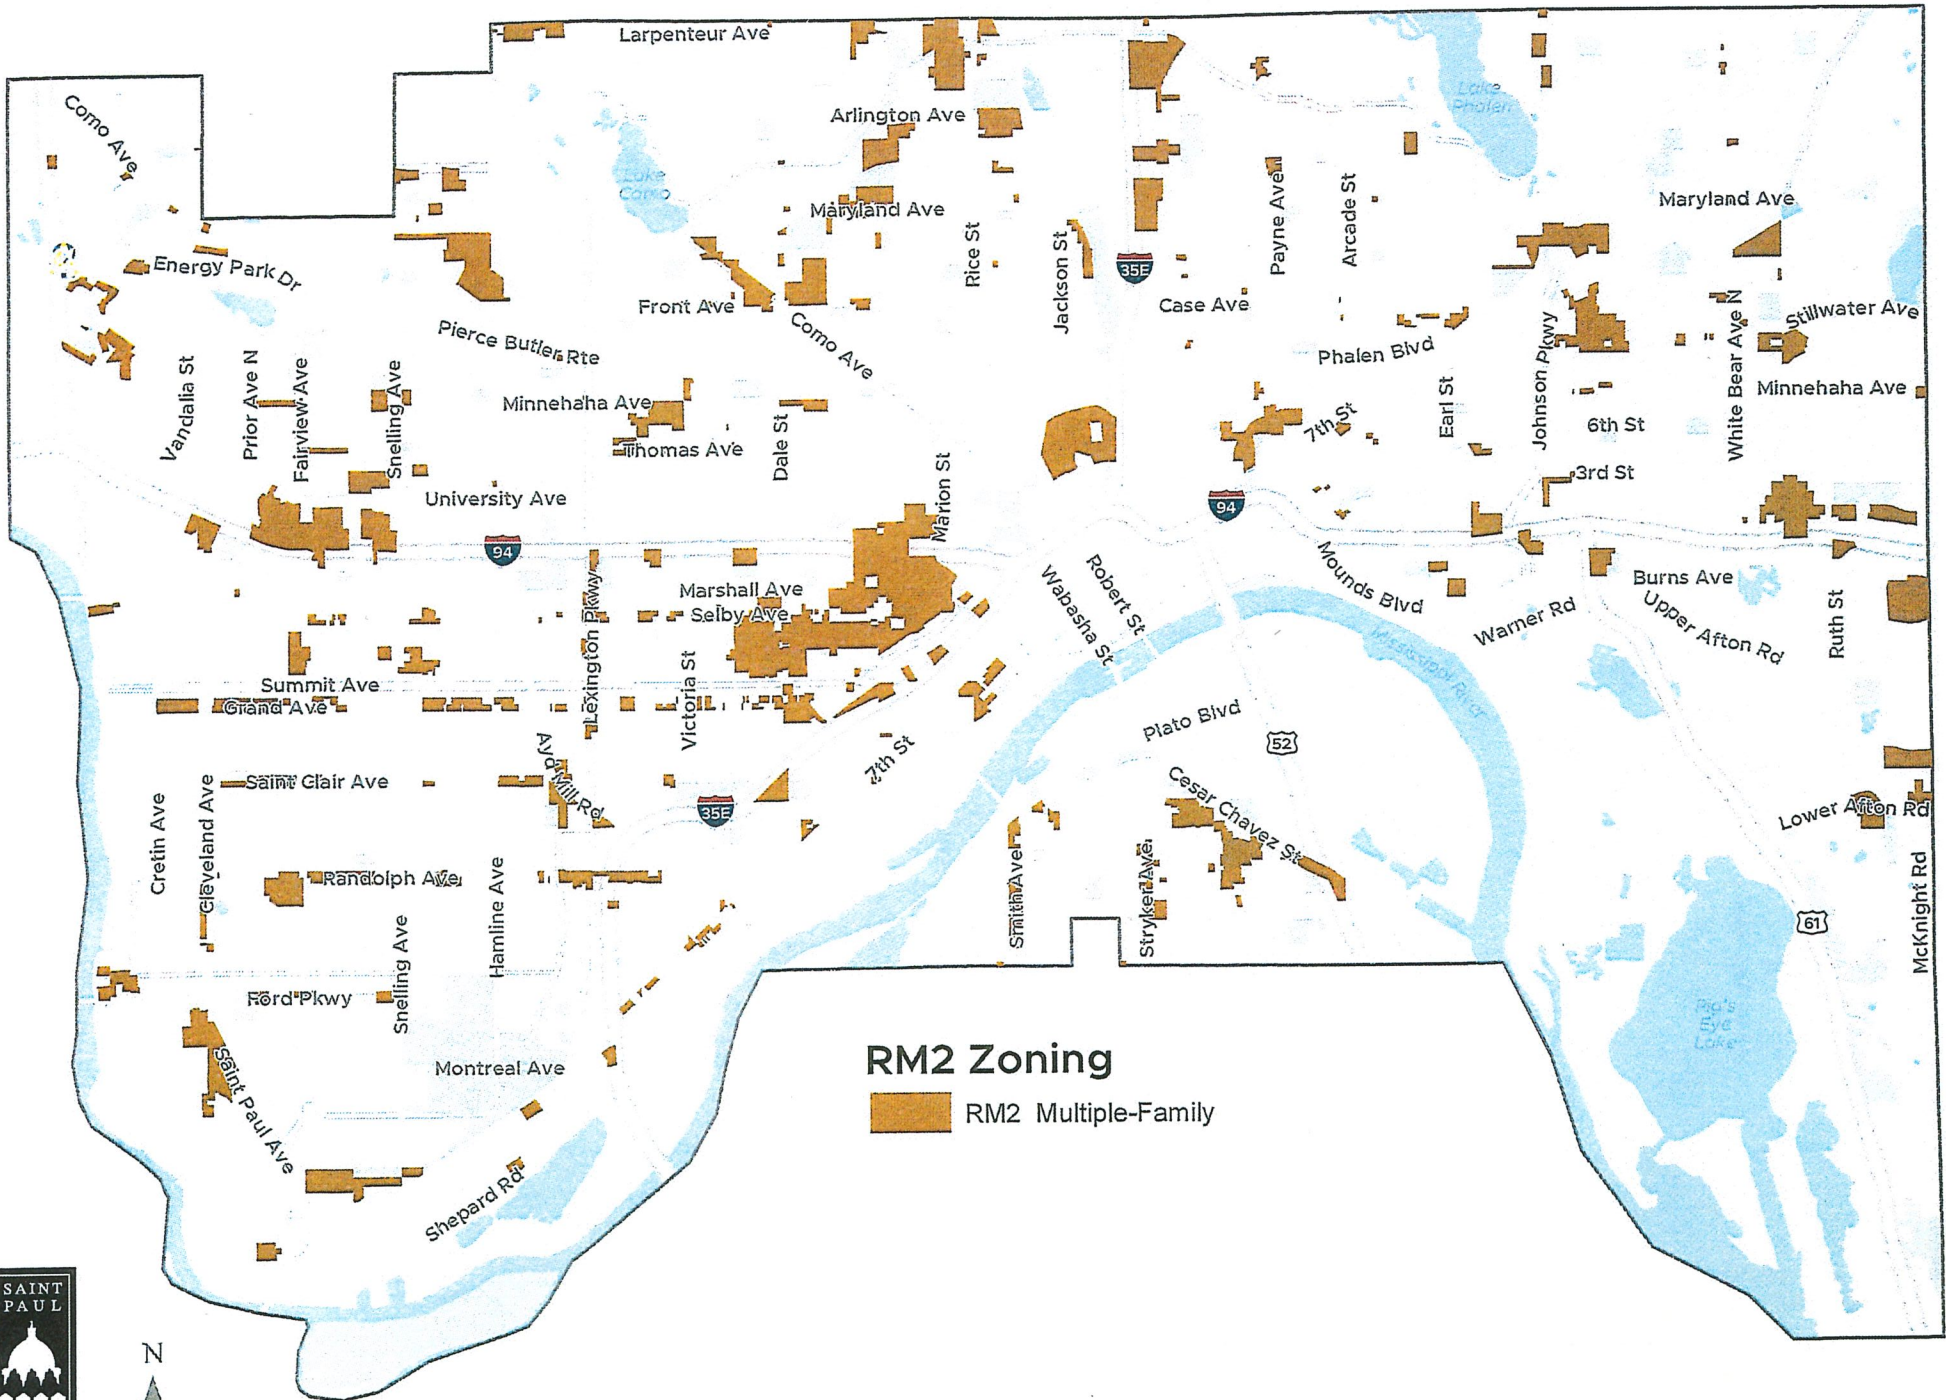 Larpenteur Ave
Como Ave
Lake
Phalen
Arlington Ave
Lake
Como
Maryland Ave
Maryland Ave
Rice St
Jackson St
Payne Ave
Arcade St
35E
Energy Park Dr
Front Ave
Como Ave
Case Ave
Stillwater Ave
Pierce Butler Rte
Phalen Blvd
Johnson Pkwy
White Bear Ave N
Vandalia St
Prior Ave N
Fairview Ave
Snelling Ave
Minnehaha Ave
Minnehaha Ave
Thomas Ave
Dale St
7th St
Earl St
6th St
3rd St
University Ave
Marion St
94
94
Marshall Ave
Selby Ave
Lexington Pkwy
Robert St
Wabasha St
Mounds Blvd
Burns Ave
Warner Rd
Upper Afton Rd
Ruth St
Mississippi River
Summit Ave
Grand Ave
Victoria St
Plato Blvd
52
7th St
Ayd Mill Rd
Saint Clair Ave
35E
Cesar Chavez St
Lower Afton Rd
Cretin Ave
Cleveland Ave
Randolph Ave
Hamline Ave
Smith Ave
Stryker Ave
McKnight Rd
61
Ford Pkwy
Snelling Ave
Pig's
Eye
Lake
Montreal Ave
Saint Paul Ave
Shepard Rd
RM2 Zoning
RM2 Multiple-Family
SAINT
PAUL
N